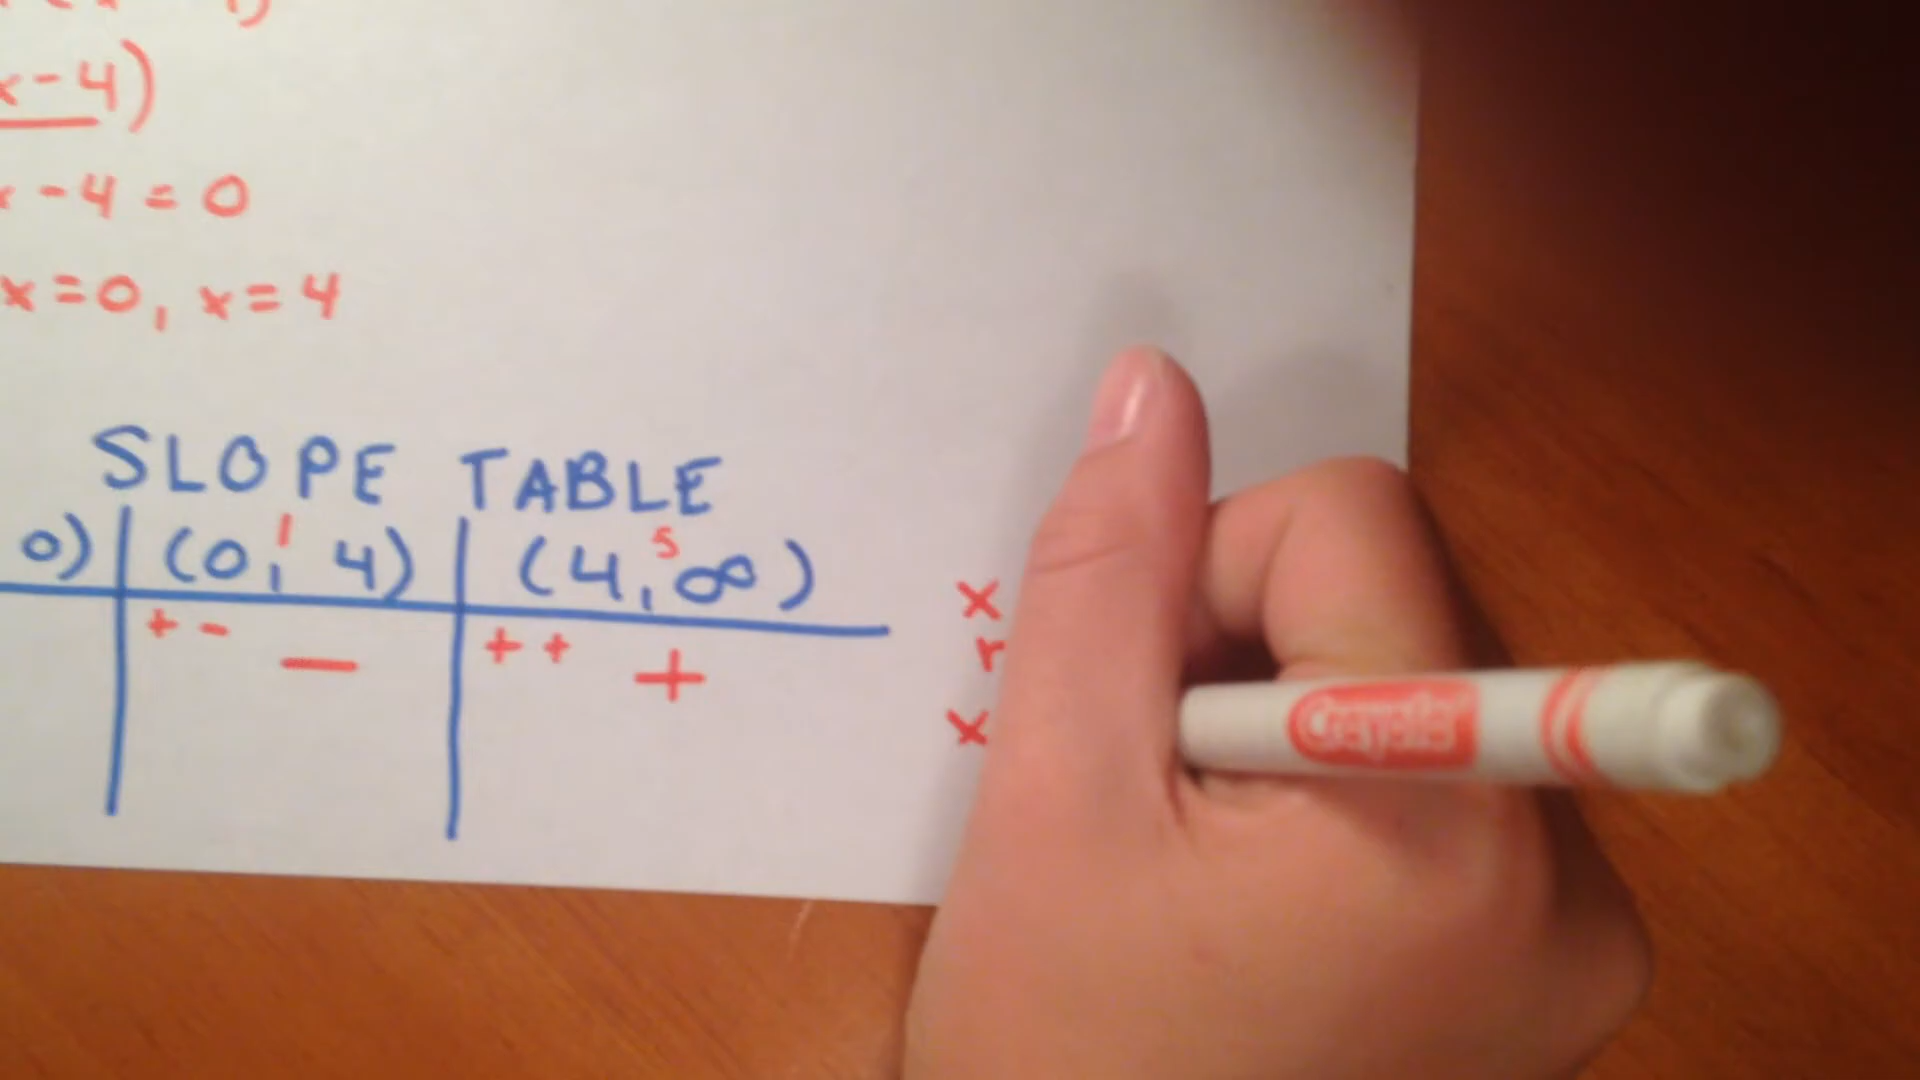 x-4)
x-4=0
x=0, x=4
SLOPE TABLE
0) (0, 4) (4, ∞)
1 5
+ - — + + +
x
x
Crayola